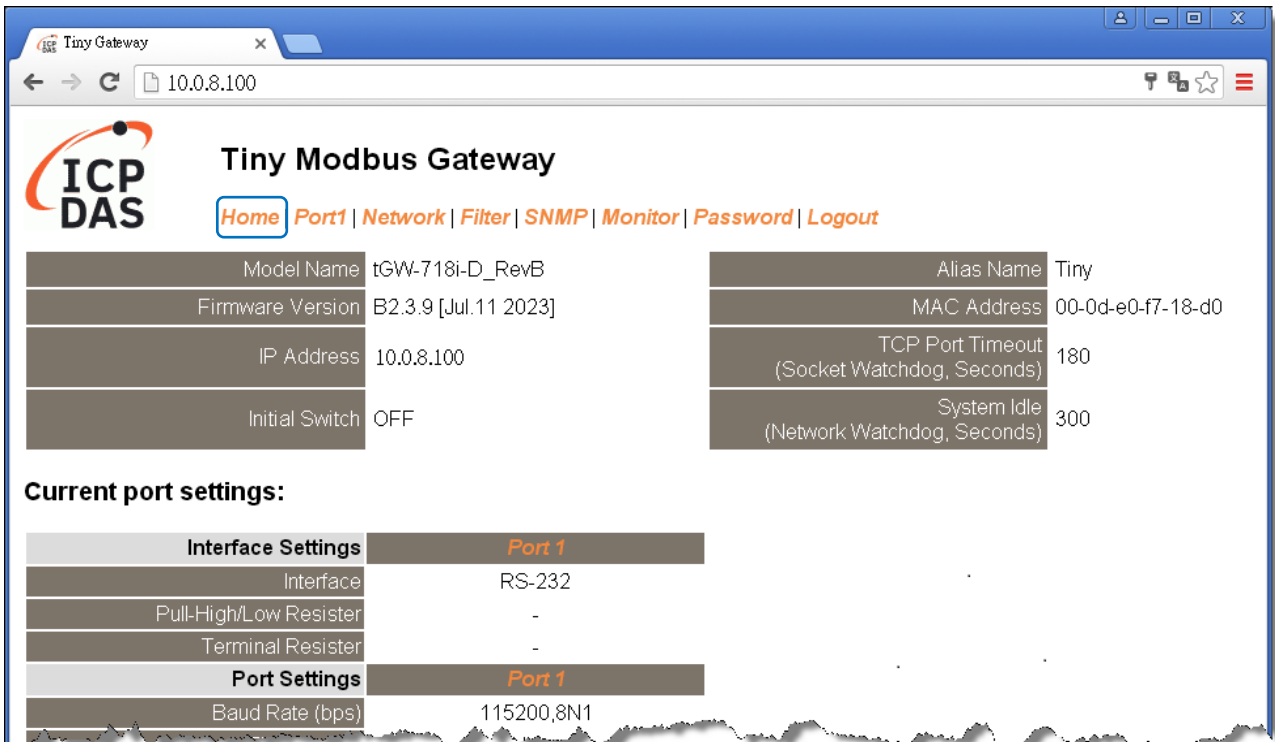 ICP DAS Tiny Gateway
10.0.8.100
ICP
DAS
Tiny Modbus Gateway
Home Port1 | Network | Filter | SNMP | Monitor | Password | Logout
Model Name tGW-718i-D_RevB Alias Name Tiny
Firmware Version B2.3.9 [Jul.11 2023] MAC Address 00-0d-e0-f7-18-d0
IP Address 10.0.8.100 TCP Port Timeout
(Socket Watchdog, Seconds) 180
Initial Switch OFF System Idle
(Network Watchdog, Seconds) 300
Current port settings:
Interface Settings Port 1
Interface RS-232
Pull-High/Low Resister -
Terminal Resister -
Port Settings Port 1
Baud Rate (bps) 115200,8N1